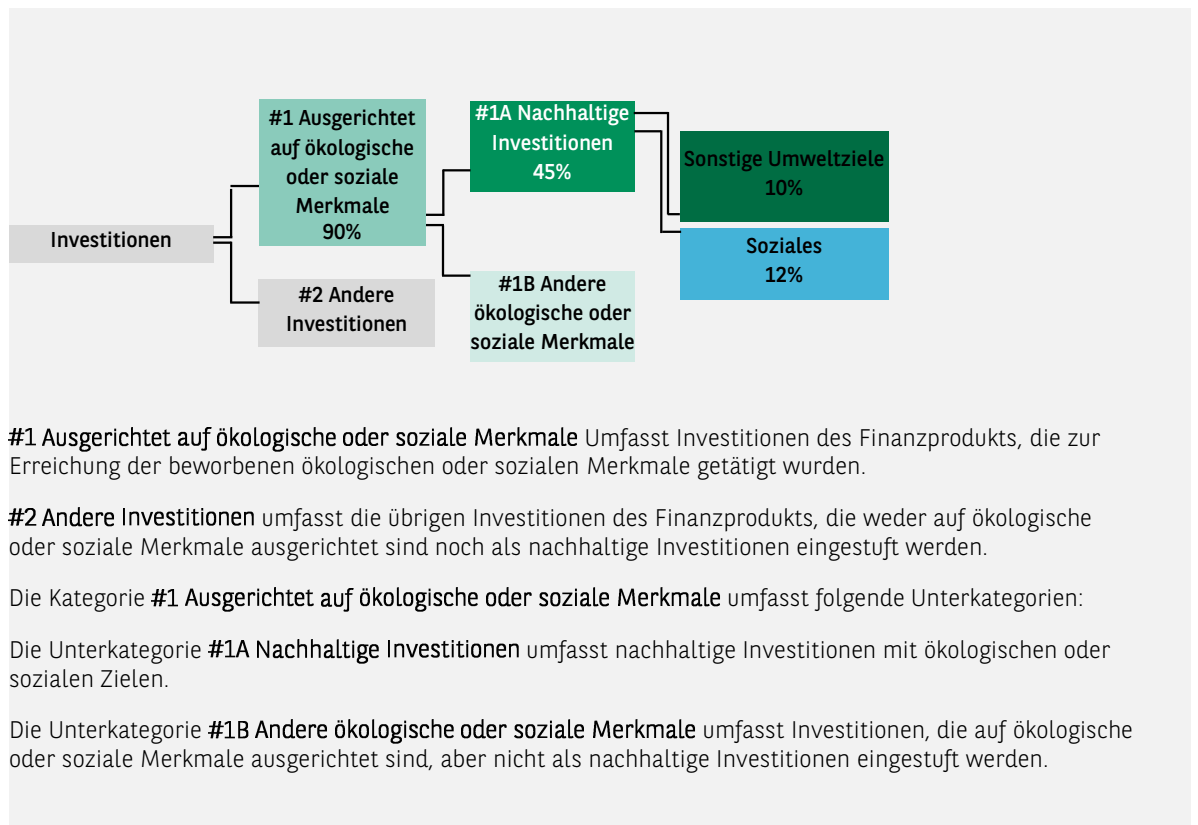 #1 Ausgerichtet
auf ökologische
oder soziale
Merkmale
90%
#1A Nachhaltige
Investitionen
45%
Sonstige Umweltziele
10%
Investitionen
Soziales
12%
#2 Andere
Investitionen
#1B Andere
ökologische oder
soziale Merkmale
#1 Ausgerichtet auf ökologische oder soziale Merkmale Umfasst Investitionen des Finanzprodukts, die zur
Erreichung der beworbenen ökologischen oder sozialen Merkmale getätigt wurden.
#2 Andere Investitionen umfasst die übrigen Investitionen des Finanzprodukts, die weder auf ökologische
oder soziale Merkmale ausgerichtet sind noch als nachhaltige Investitionen eingestuft werden.
Die Kategorie #1 Ausgerichtet auf ökologische oder soziale Merkmale umfasst folgende Unterkategorien:
Die Unterkategorie #1A Nachhaltige Investitionen umfasst nachhaltige Investitionen mit ökologischen oder
sozialen Zielen.
Die Unterkategorie #1B Andere ökologische oder soziale Merkmale umfasst Investitionen, die auf ökologische
oder soziale Merkmale ausgerichtet sind, aber nicht als nachhaltige Investitionen eingestuft werden.